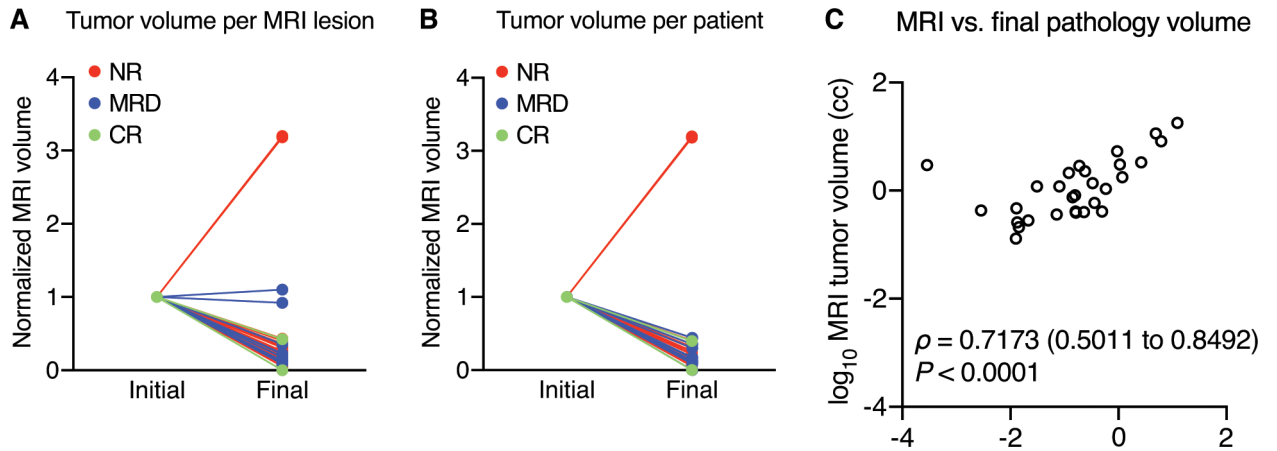 A Tumor volume per MRI lesion
Normalized MRI volume
4
3
2
1
0
NR
MRD
CR
Initial Final
B Tumor volume per patient
Normalized MRI volume
4
3
2
1
0
NR
MRD
CR
Initial Final
C MRI vs. final pathology volume
log10 MRI tumor volume (cc)
2
0
-2
-4
ρ = 0.7173 (0.5011 to 0.8492)
P < 0.0001
-4 -2 0 2